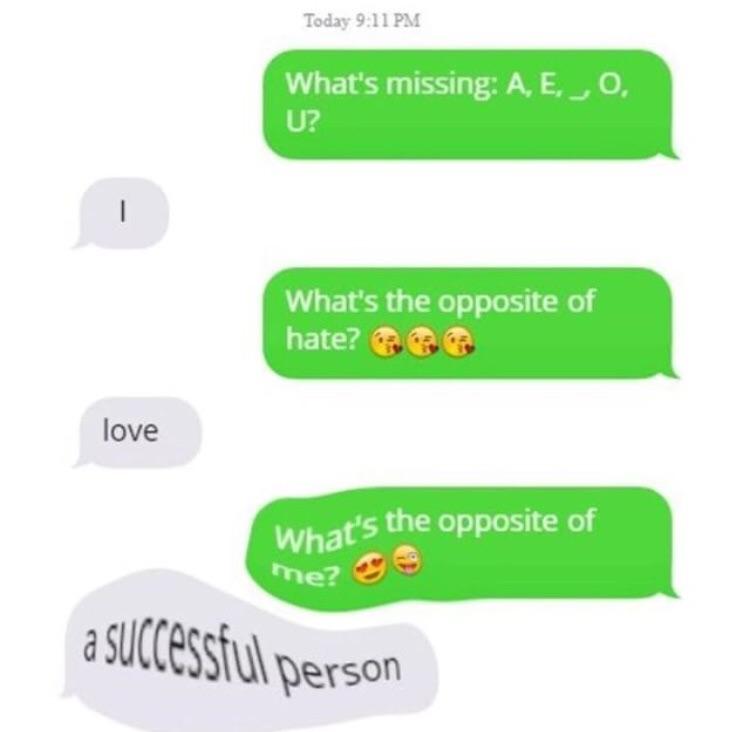 Today 9:11 PM
What's missing: A, E, _, O,
U?
I
What's the opposite of
hate? 😘😘😘
love
What's the opposite of
me? 😍😜
a successful person